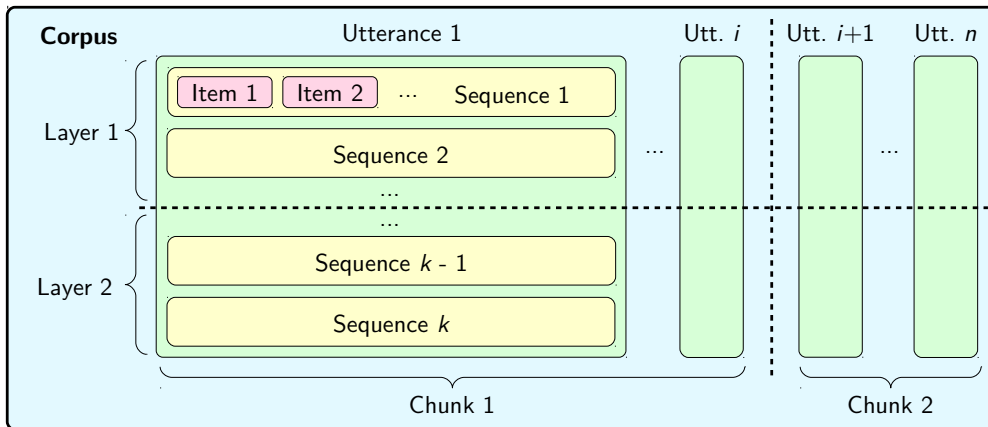 Corpus
Utterance 1
Utt. i
Utt. i+1
Utt. n
Layer 1
Item 1
Item 2
...
Sequence 1
Sequence 2
...
...
...
...
Layer 2
Sequence k - 1
Sequence k
Chunk 1
Chunk 2